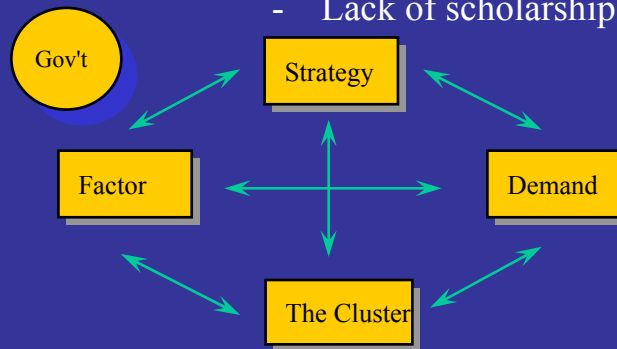 - Lack of scholarship
Gov't
Strategy
Factor
Demand
The Cluster